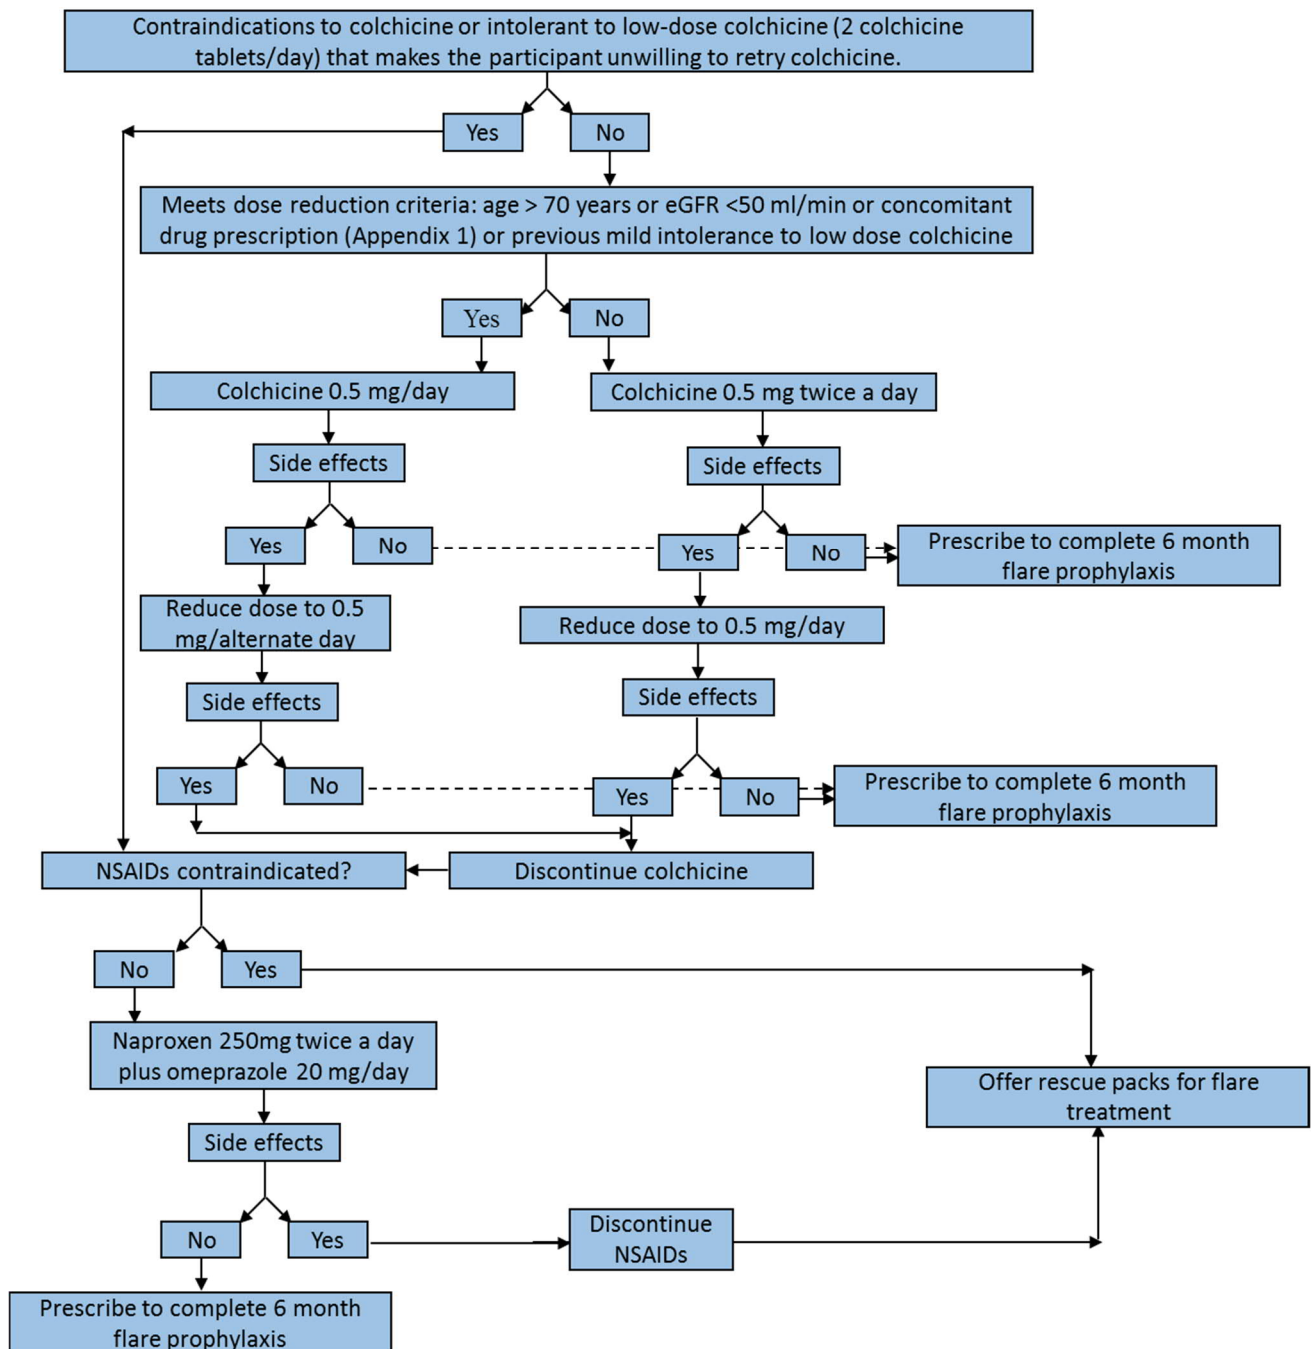 Contraindications to colchicine or intolerant to low-dose colchicine (2 colchicine
tablets/day) that makes the participant unwilling to retry colchicine.
Yes
No
Meets dose reduction criteria: age > 70 years or eGFR <50 ml/min or concomitant
drug prescription (Appendix 1) or previous mild intolerance to low dose colchicine
Yes
No
Colchicine 0.5 mg/day
Colchicine 0.5 mg twice a day
Side effects
Side effects
Yes
No
Yes
No
Prescribe to complete 6 month
flare prophylaxis
Reduce dose to 0.5
mg/alternate day
Reduce dose to 0.5 mg/day
Side effects
Side effects
Yes
No
Yes
No
Prescribe to complete 6 month
flare prophylaxis
NSAIDs contraindicated?
Discontinue colchicine
No
Yes
Naproxen 250mg twice a day
plus omeprazole 20 mg/day
Offer rescue packs for flare
treatment
Side effects
No
Yes
Discontinue
NSAIDs
Prescribe to complete 6 month
flare prophylaxis